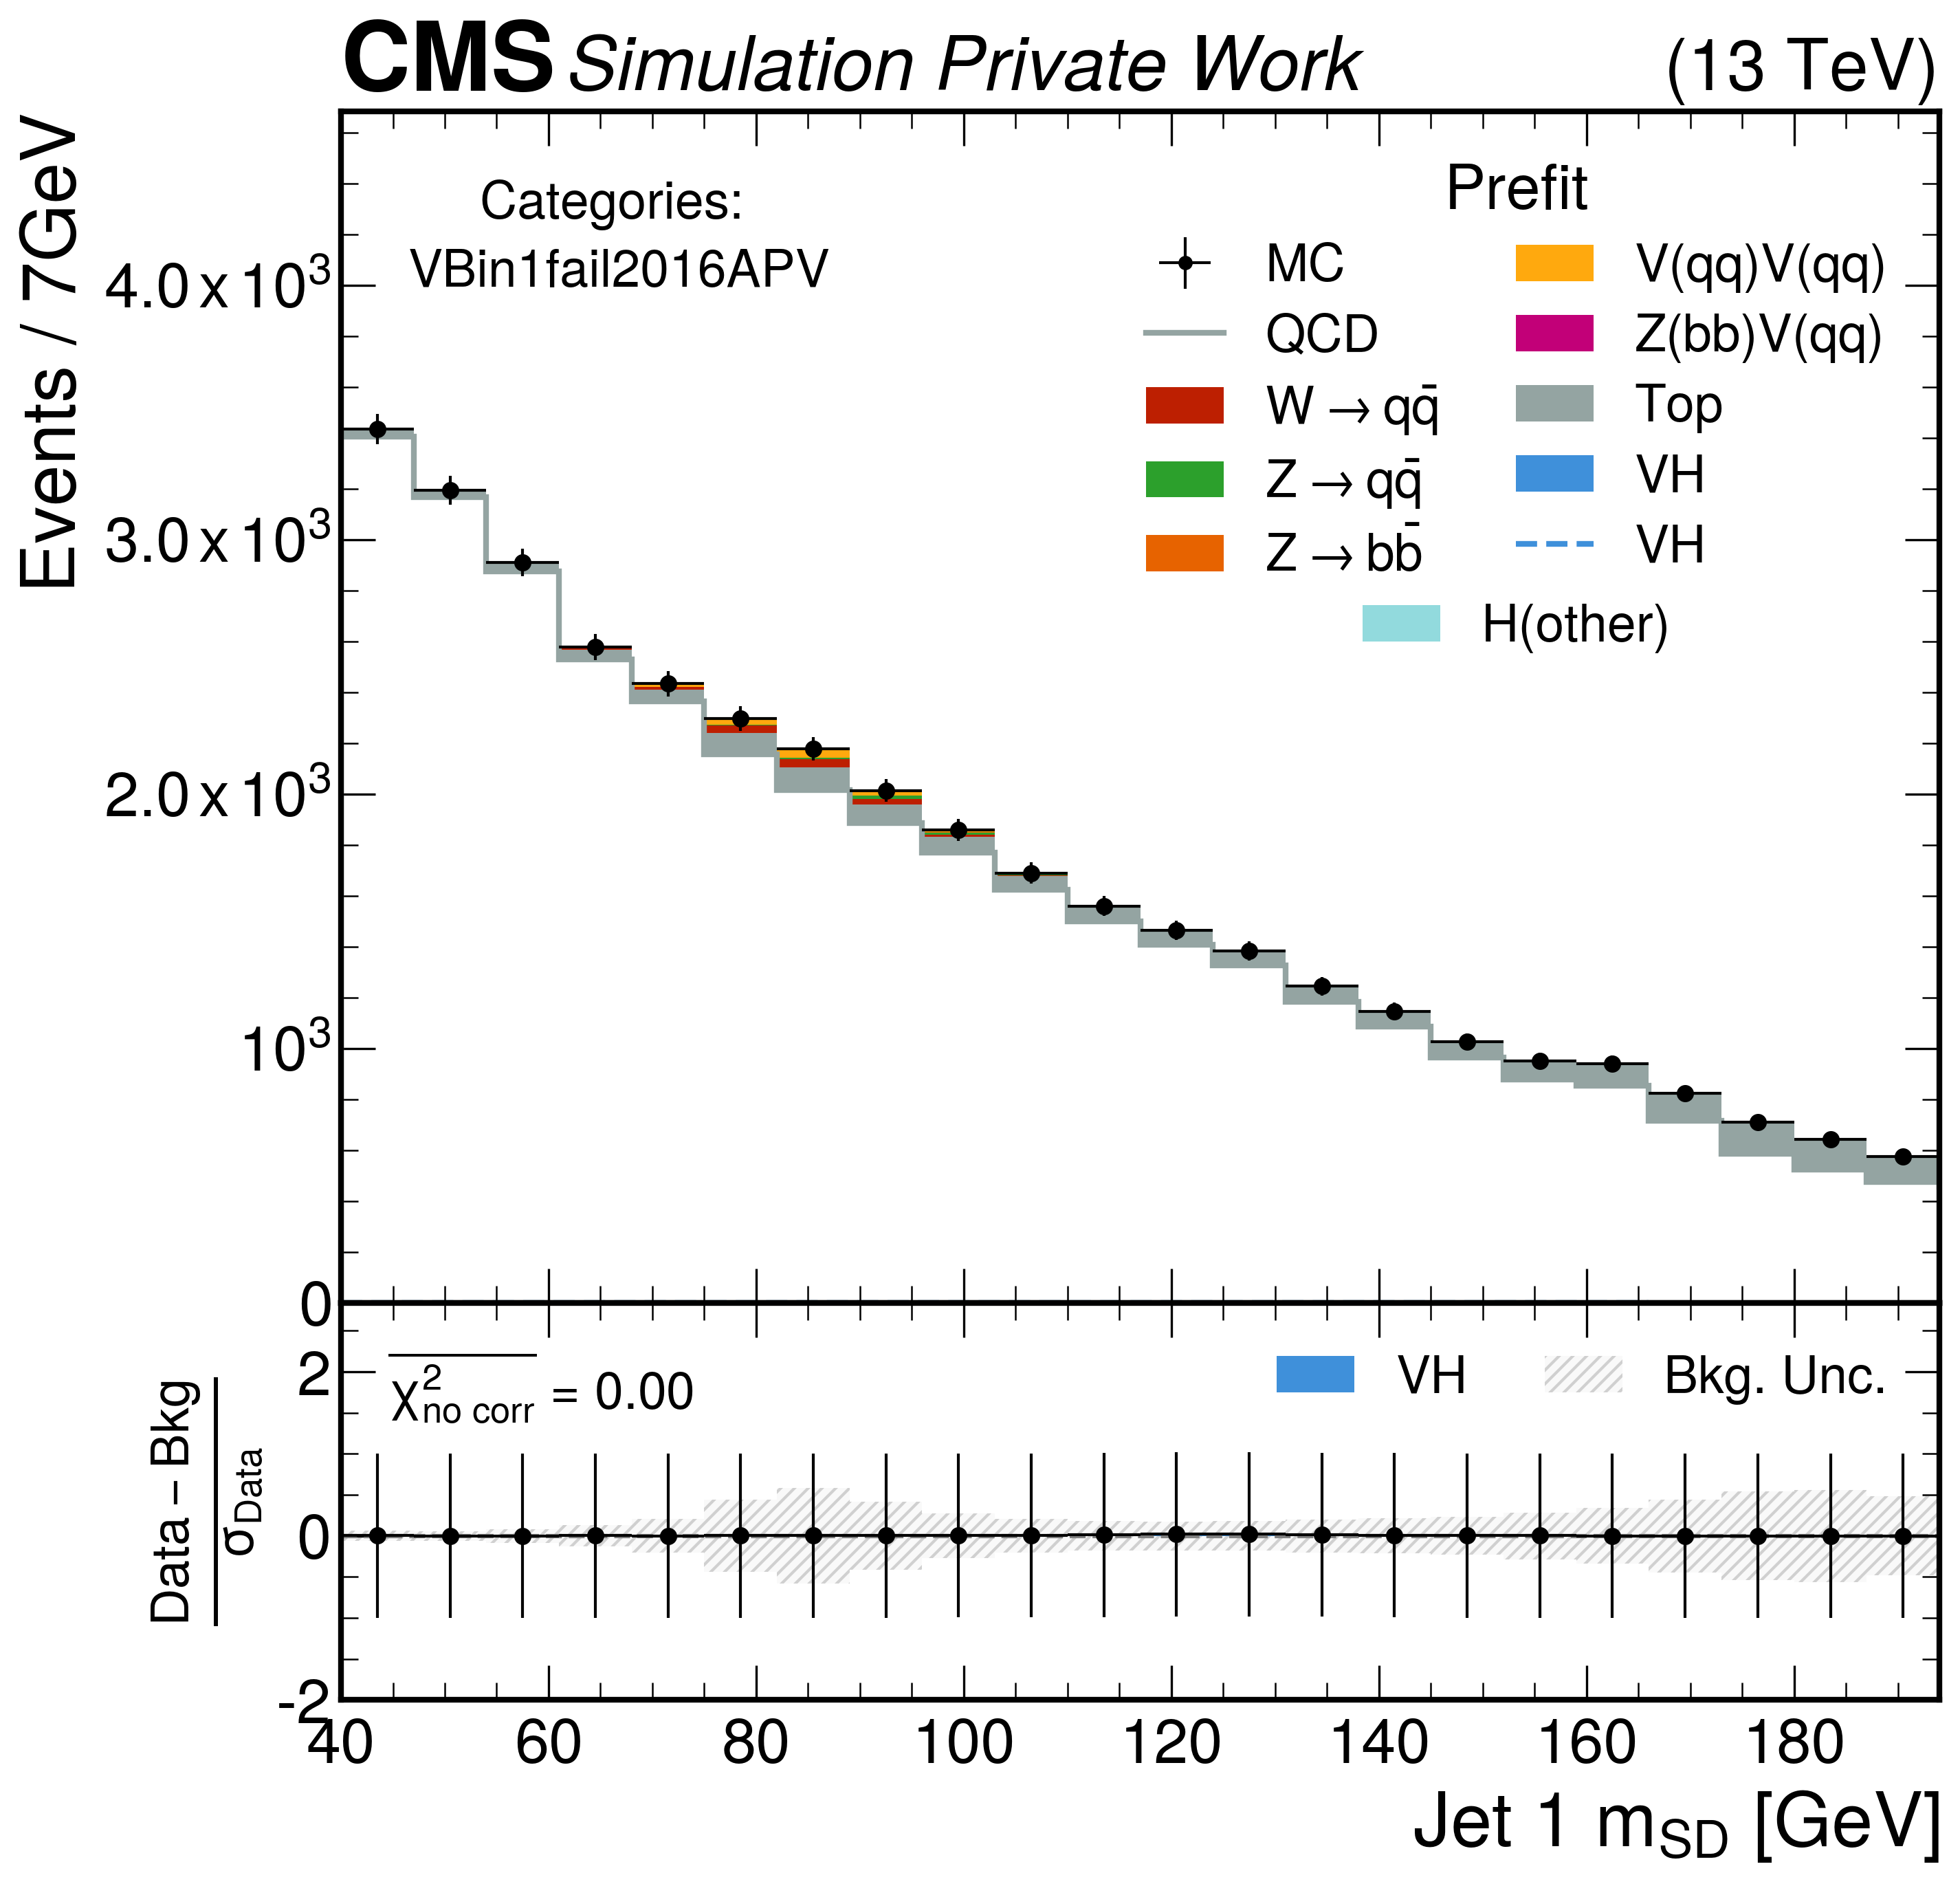 CMS Simulation Private Work (13 TeV)
Events / 7GeV
4.0 x 10³
3.0 x 10³
2.0 x 10³
10³
0
Categories:
VBin1fail2016APV
Prefit
MC
QCD
W → qq̄
Z → qq̄
Z → bb̄
V(qq)V(qq)
Z(bb)V(qq)
Top
VH
VH
H(other)
Data – Bkg
σ_Data
2
0
-2
χ²_no corr = 0.00
VH
Bkg. Unc.
40 60 80 100 120 140 160 180
Jet 1 m_SD [GeV]